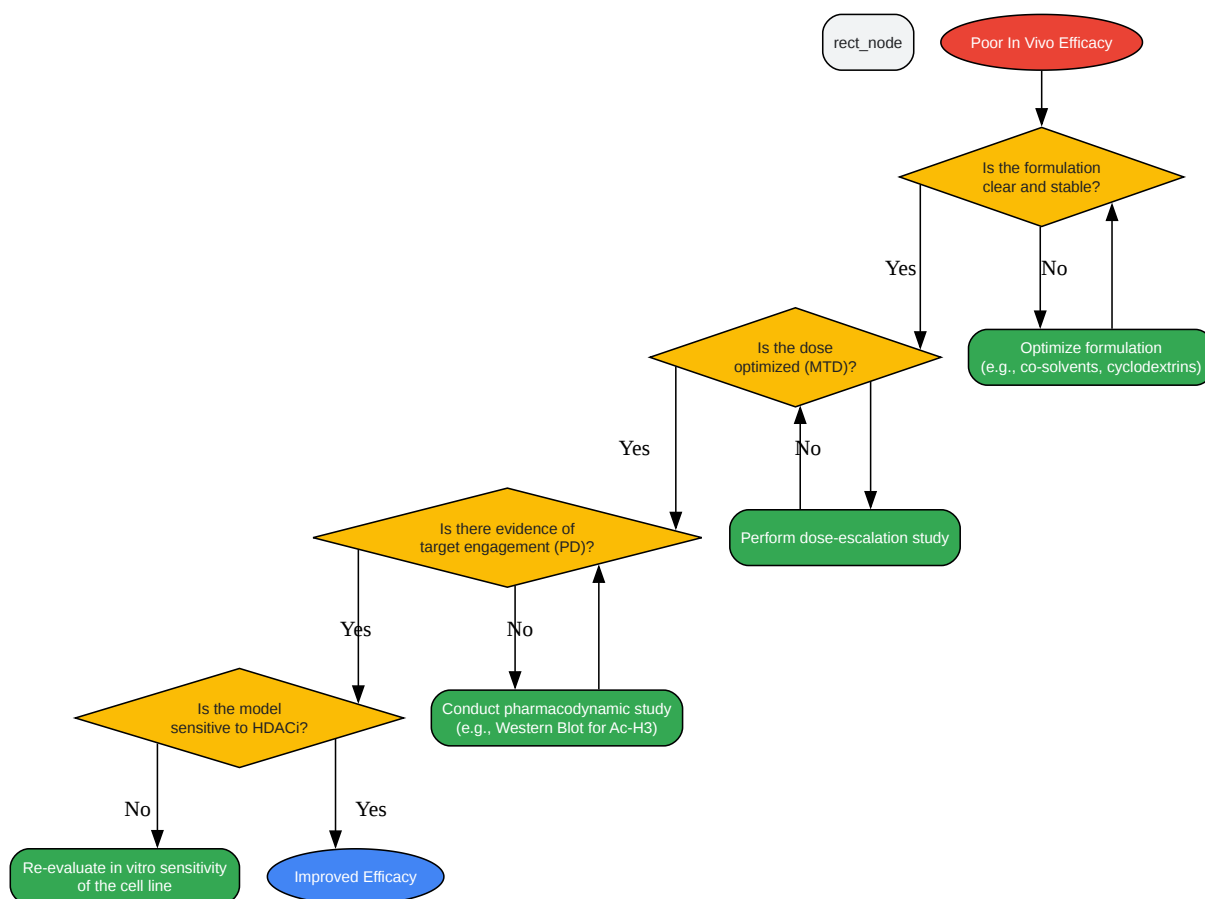 rect_node
Poor In Vivo Efficacy
Is the formulation
clear and stable?
Yes
No
Is the dose
optimized (MTD)?
Optimize formulation
(e.g., co-solvents, cyclodextrins)
Yes
No
Is there evidence of
target engagement (PD)?
Perform dose-escalation study
Yes
No
Is the model
sensitive to HDACi?
Conduct pharmacodynamic study
(e.g., Western Blot for Ac-H3)
No
Yes
Re-evaluate in vitro sensitivity
of the cell line
Improved Efficacy